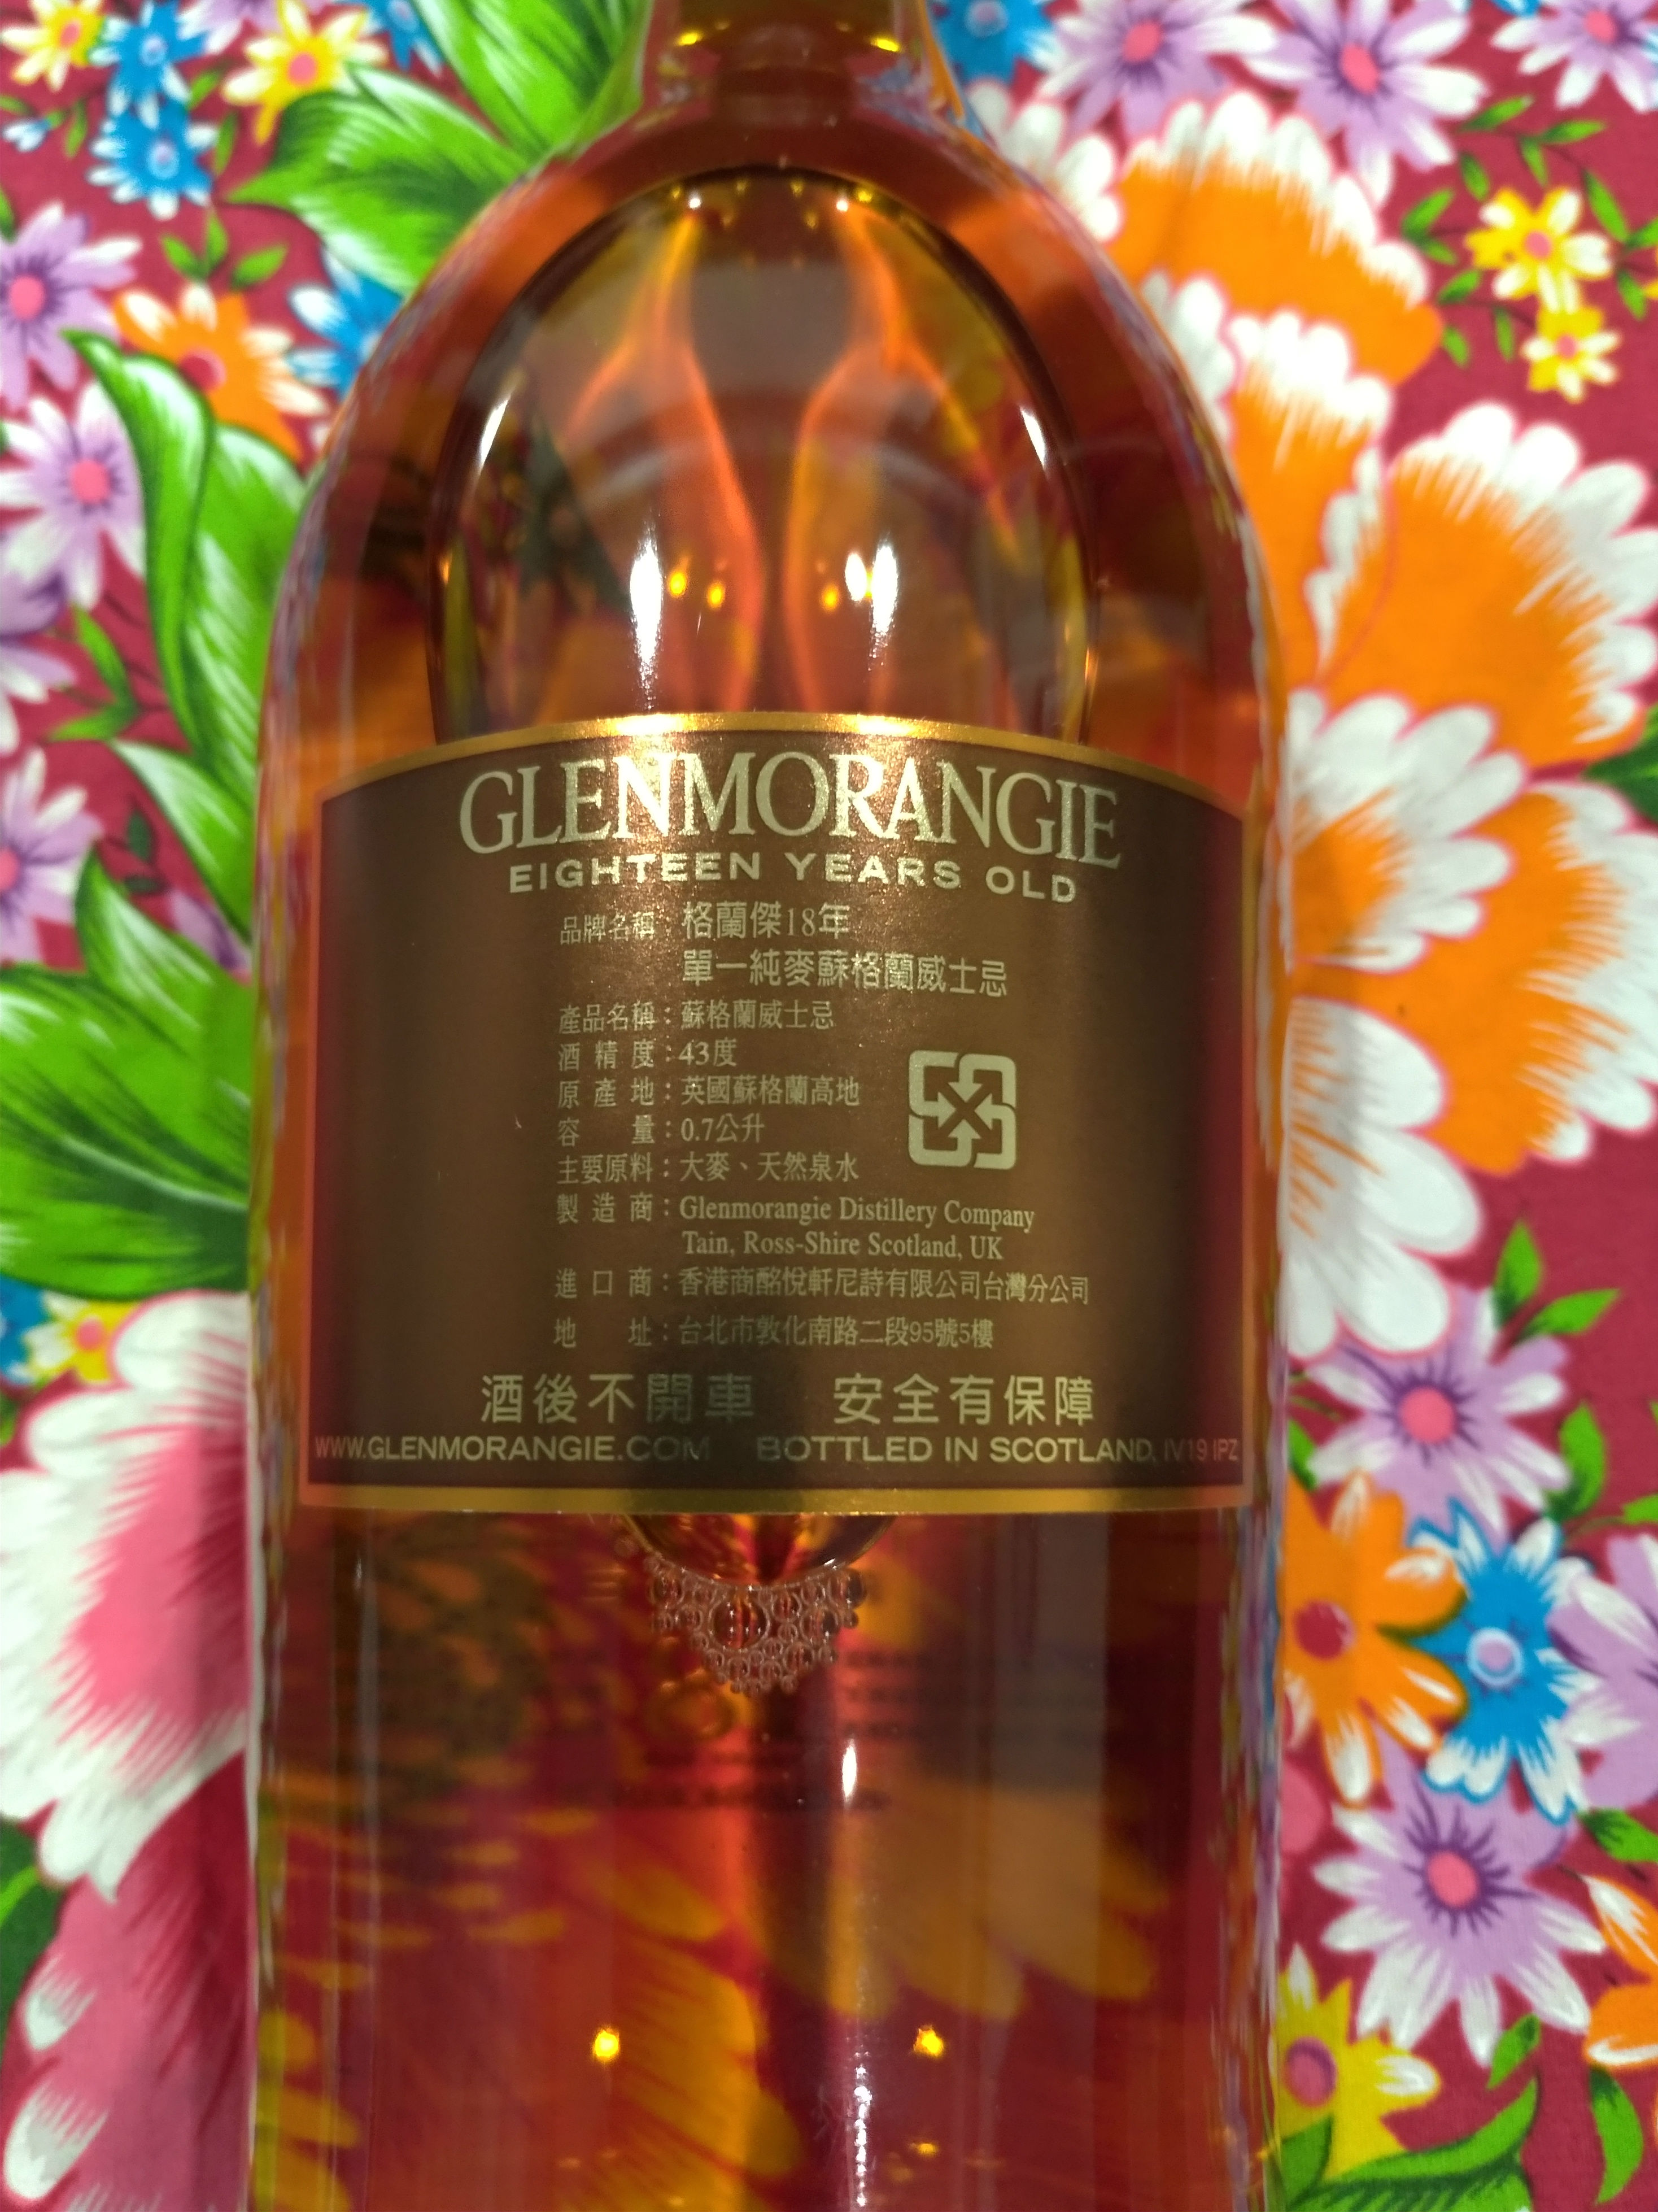 GLENMORANGIE
EIGHTEEN YEARS OLD
品牌名稱：格蘭傑18年
單一純麥蘇格蘭威士忌
產品名稱：蘇格蘭威士忌
酒精度：43度
原產地：英國蘇格蘭高地
容量：0.7公升
主要原料：大麥、天然泉水
製造商：Glenmorangie Distillery Company
Tain, Ross-Shire Scotland, UK
進口商：香港商酩悅軒尼詩有限公司台灣分公司
地址：台北市敦化南路二段95號5樓
酒後不開車 安全有保障
WWW.GLENMORANGIE.COM BOTTLED IN SCOTLAND, IV19 1PZ